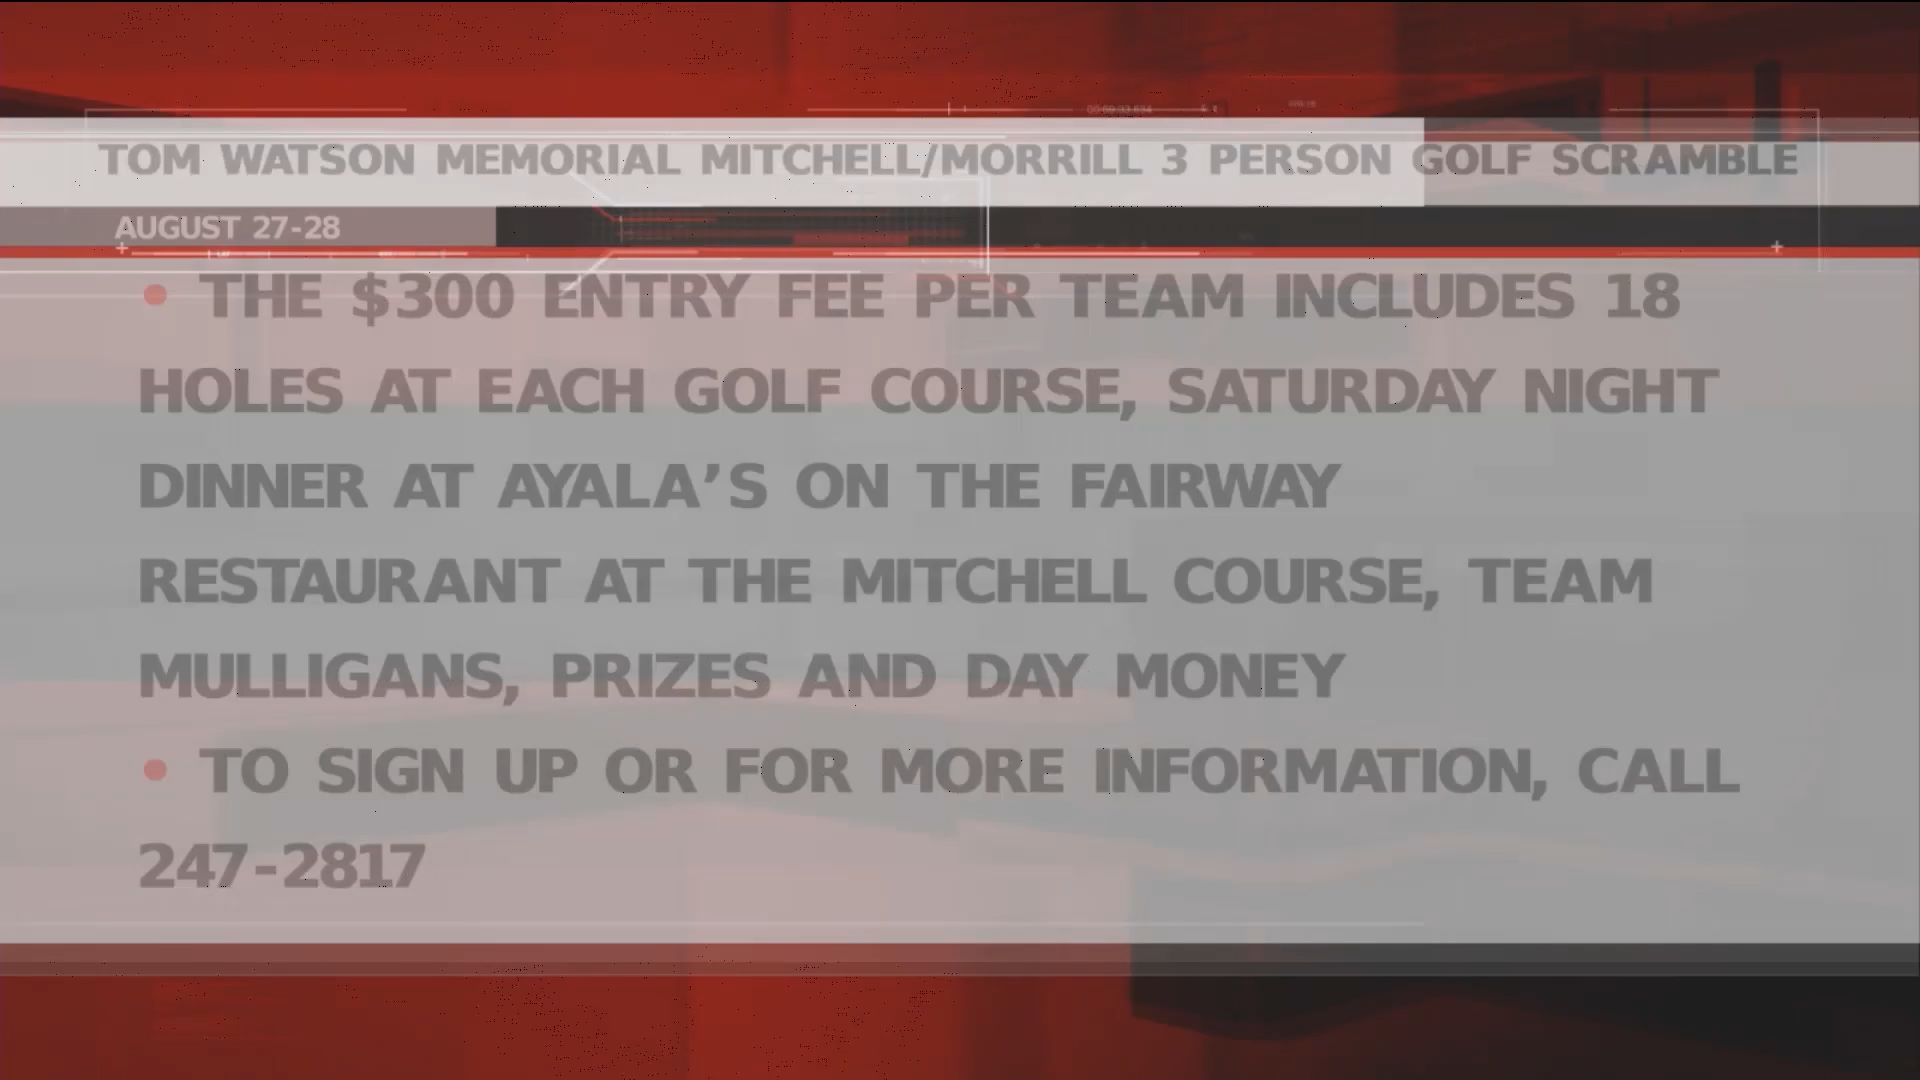 TOM WATSON MEMORIAL MITCHELL/MORRILL 3 PERSON GOLF SCRAMBLE
AUGUST 27-28
• THE $300 ENTRY FEE PER TEAM INCLUDES 18
HOLES AT EACH GOLF COURSE, SATURDAY NIGHT
DINNER AT AYALA’S ON THE FAIRWAY
RESTAURANT AT THE MITCHELL COURSE, TEAM
MULLIGANS, PRIZES AND DAY MONEY
• TO SIGN UP OR FOR MORE INFORMATION, CALL
247-2817